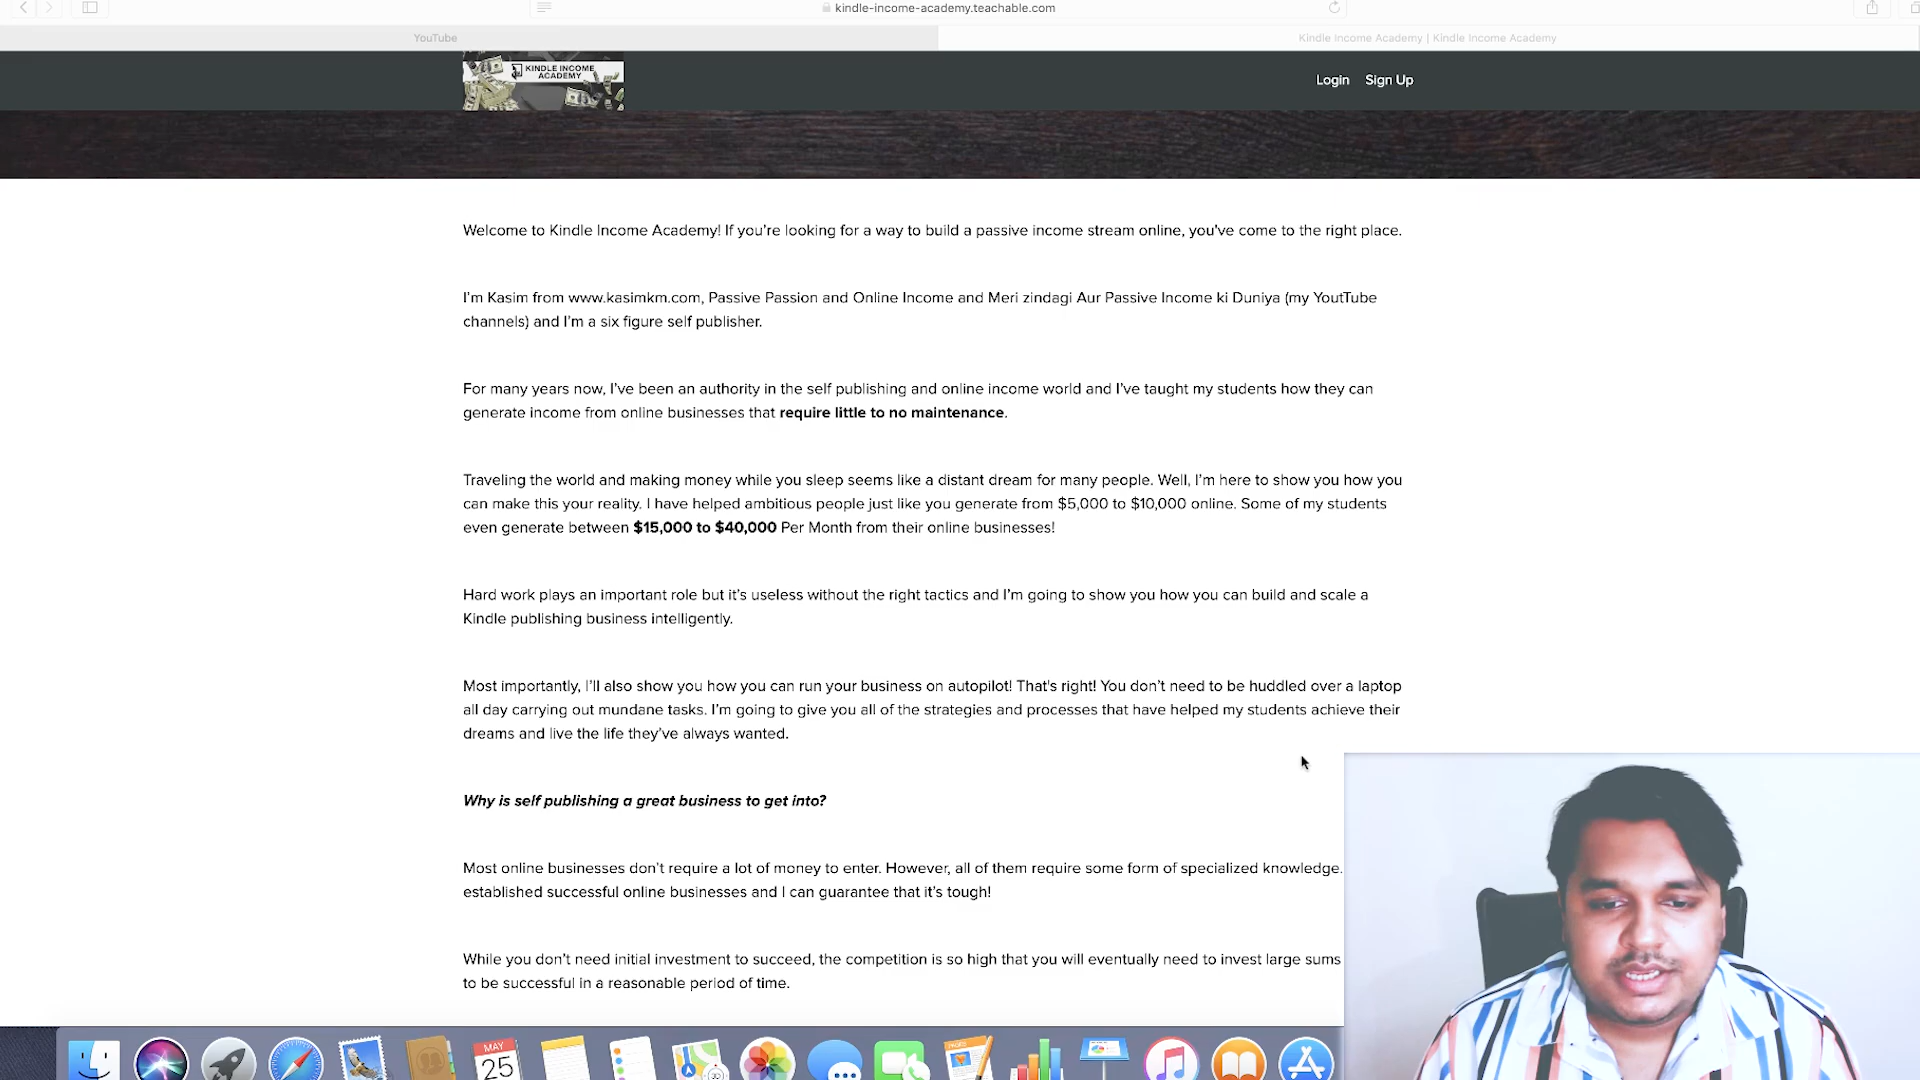 kindle-income-academy.teachable.com
YouTube
Kindle Income Academy | Kindle Income Academy
KINDLE INCOME
ACADEMY
Login Sign Up
Welcome to Kindle Income Academy! If you're looking for a way to build a passive income stream online, you've come to the right place.
I'm Kasim from www.kasimkm.com, Passive Passion and Online Income and Meri zindagi Aur Passive Income ki Duniya (my YoutTube
channels) and I'm a six figure self publisher.
For many years now, I've been an authority in the self publishing and online income world and I've taught my students how they can
generate income from online businesses that require little to no maintenance.
Traveling the world and making money while you sleep seems like a distant dream for many people. Well, I'm here to show you how you
can make this your reality. I have helped ambitious people just like you generate from $5,000 to $10,000 online. Some of my students
even generate between $15,000 to $40,000 Per Month from their online businesses!
Hard work plays an important role but it's useless without the right tactics and I'm going to show you how you can build and scale a
Kindle publishing business intelligently.
Most importantly, I'll also show you how you can run your business on autopilot! That's right! You don't need to be huddled over a laptop
all day carrying out mundane tasks. I'm going to give you all of the strategies and processes that have helped my students achieve their
dreams and live the life they've always wanted.
Why is self publishing a great business to get into?
Most online businesses don't require a lot of money to enter. However, all of them require some form of specialized knowledge.
established successful online businesses and I can guarantee that it's tough!
While you don't need initial investment to succeed, the competition is so high that you will eventually need to invest large sums
to be successful in a reasonable period of time.
MAY
25
PAGES